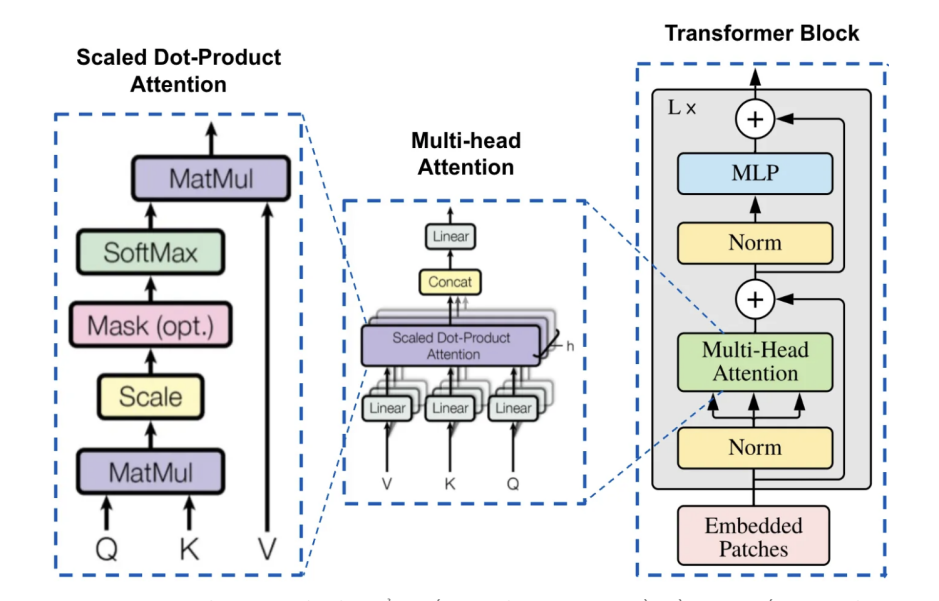 Scaled Dot-Product
Attention
MatMul
SoftMax
Mask (opt.)
Scale
MatMul
Q K V
Multi-head
Attention
Linear
Concat
Scaled Dot-Product
Attention
h
Linear Linear Linear
V K Q
Transformer Block
L ×
+
MLP
Norm
+
Multi-Head
Attention
Norm
Embedded
Patches